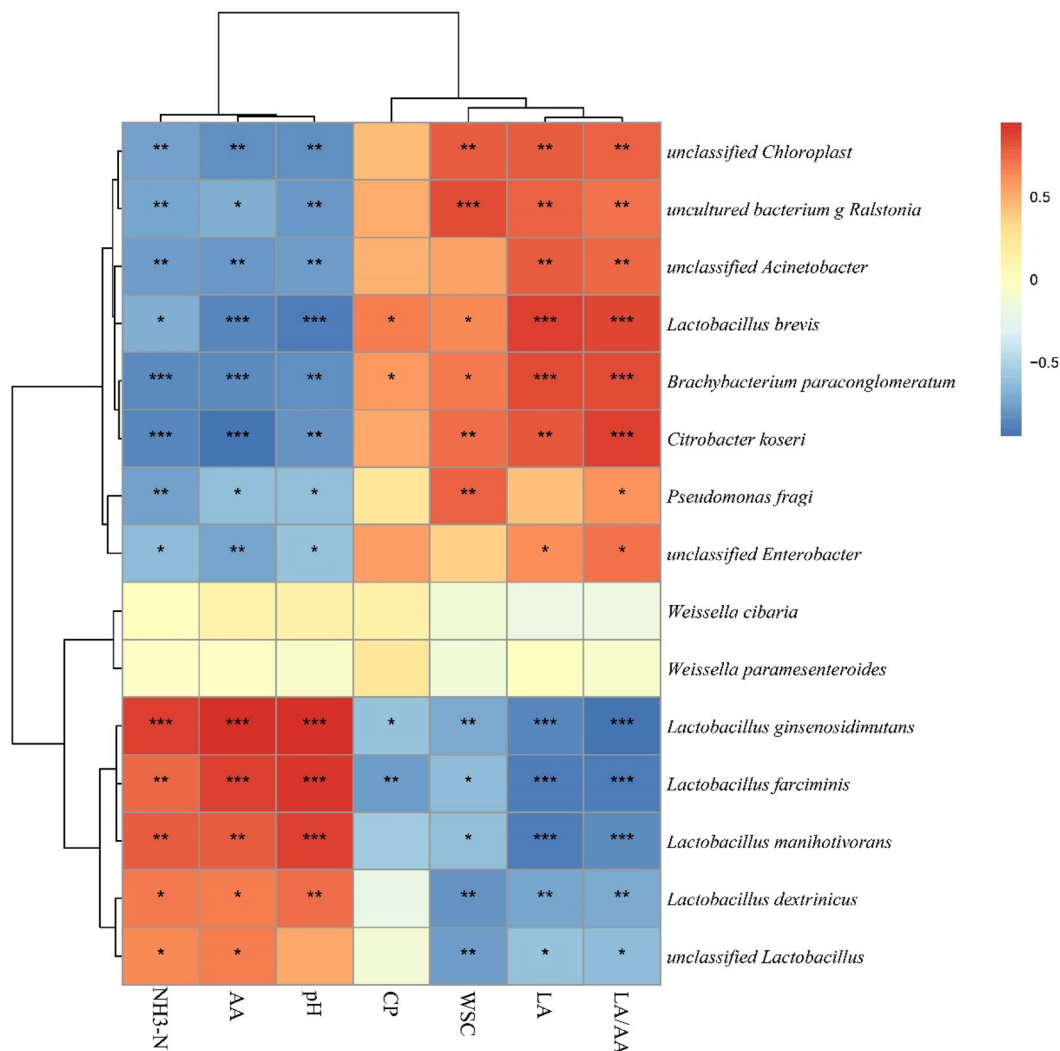 ** ** ** ** ** ** unclassified Chloroplast
** * ** *** ** ** uncultured bacterium g Ralstonia
** ** ** ** ** unclassified Acinetobacter
* *** *** * * *** *** Lactobacillus brevis
*** *** ** * * *** *** Brachybacterium paraconglomeratum
*** *** ** ** ** *** Citrobacter koseri
** * * ** * Pseudomonas fragi
* ** * * * unclassified Enterobacter
Weissella cibaria
Weissella paramesenteroides
*** *** *** * ** *** *** Lactobacillus ginsenosidimutans
** *** *** ** * *** *** Lactobacillus farciminis
** ** *** * *** *** Lactobacillus manihotivorans
* * ** ** ** ** Lactobacillus dextrinicus
* * ** * * unclassified Lactobacillus
NH3-N AA pH CP WSC LA LA/AA
0.5
0
−0.5